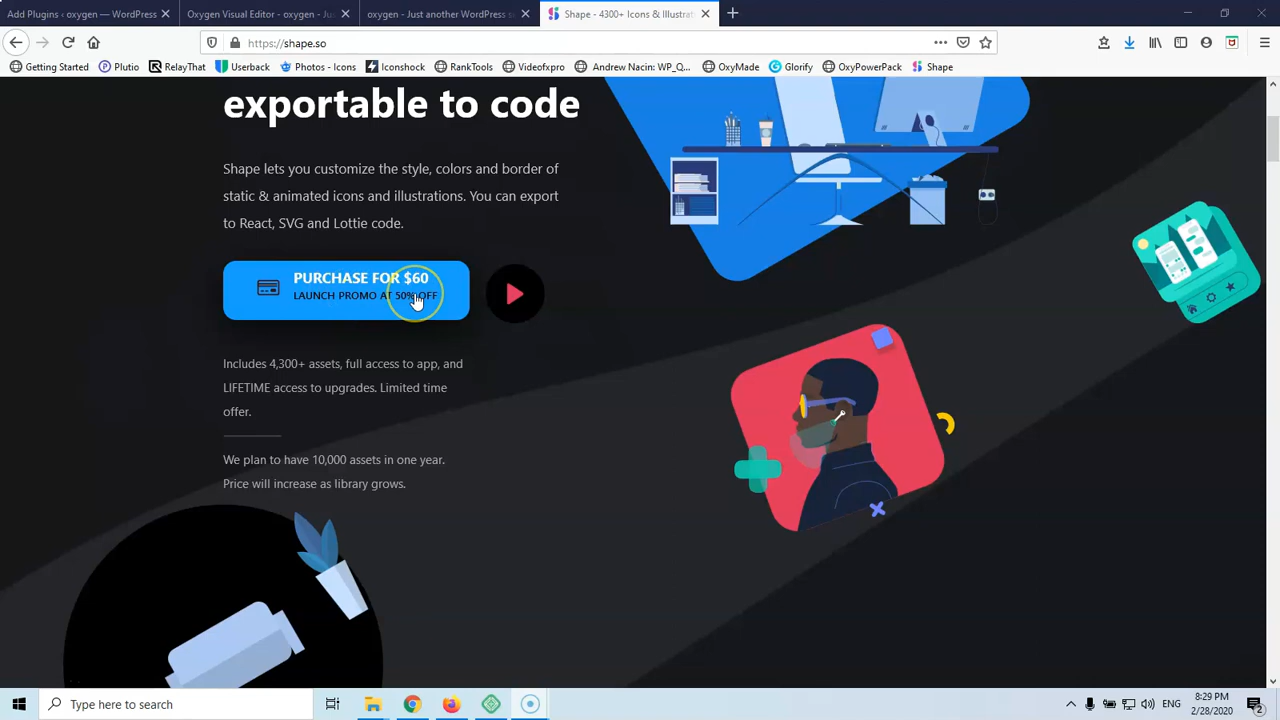 Add Plugins ‹ oxygen — WordPress
Oxygen Visual Editor - oxygen - Ju
oxygen - Just another WordPress s
Shape - 4300+ Icons & Illustrat
https://shape.so
Getting Started
Plutio
RelayThat
Userback
Photos - Icons
Iconshock
RankTools
Videofxpro
Andrew Nacin: WP_Q...
OxyMade
Glorify
OxyPowerPack
Shape
exportable to code
Shape lets you customize the style, colors and border of
static & animated icons and illustrations. You can export
to React, SVG and Lottie code.
PURCHASE FOR $60
LAUNCH PROMO AT 50% OFF
Includes 4,300+ assets, full access to app, and
LIFETIME access to upgrades. Limited time
offer.
We plan to have 10,000 assets in one year.
Price will increase as library grows.
Type here to search
ENG
8:29 PM
2/28/2020
2